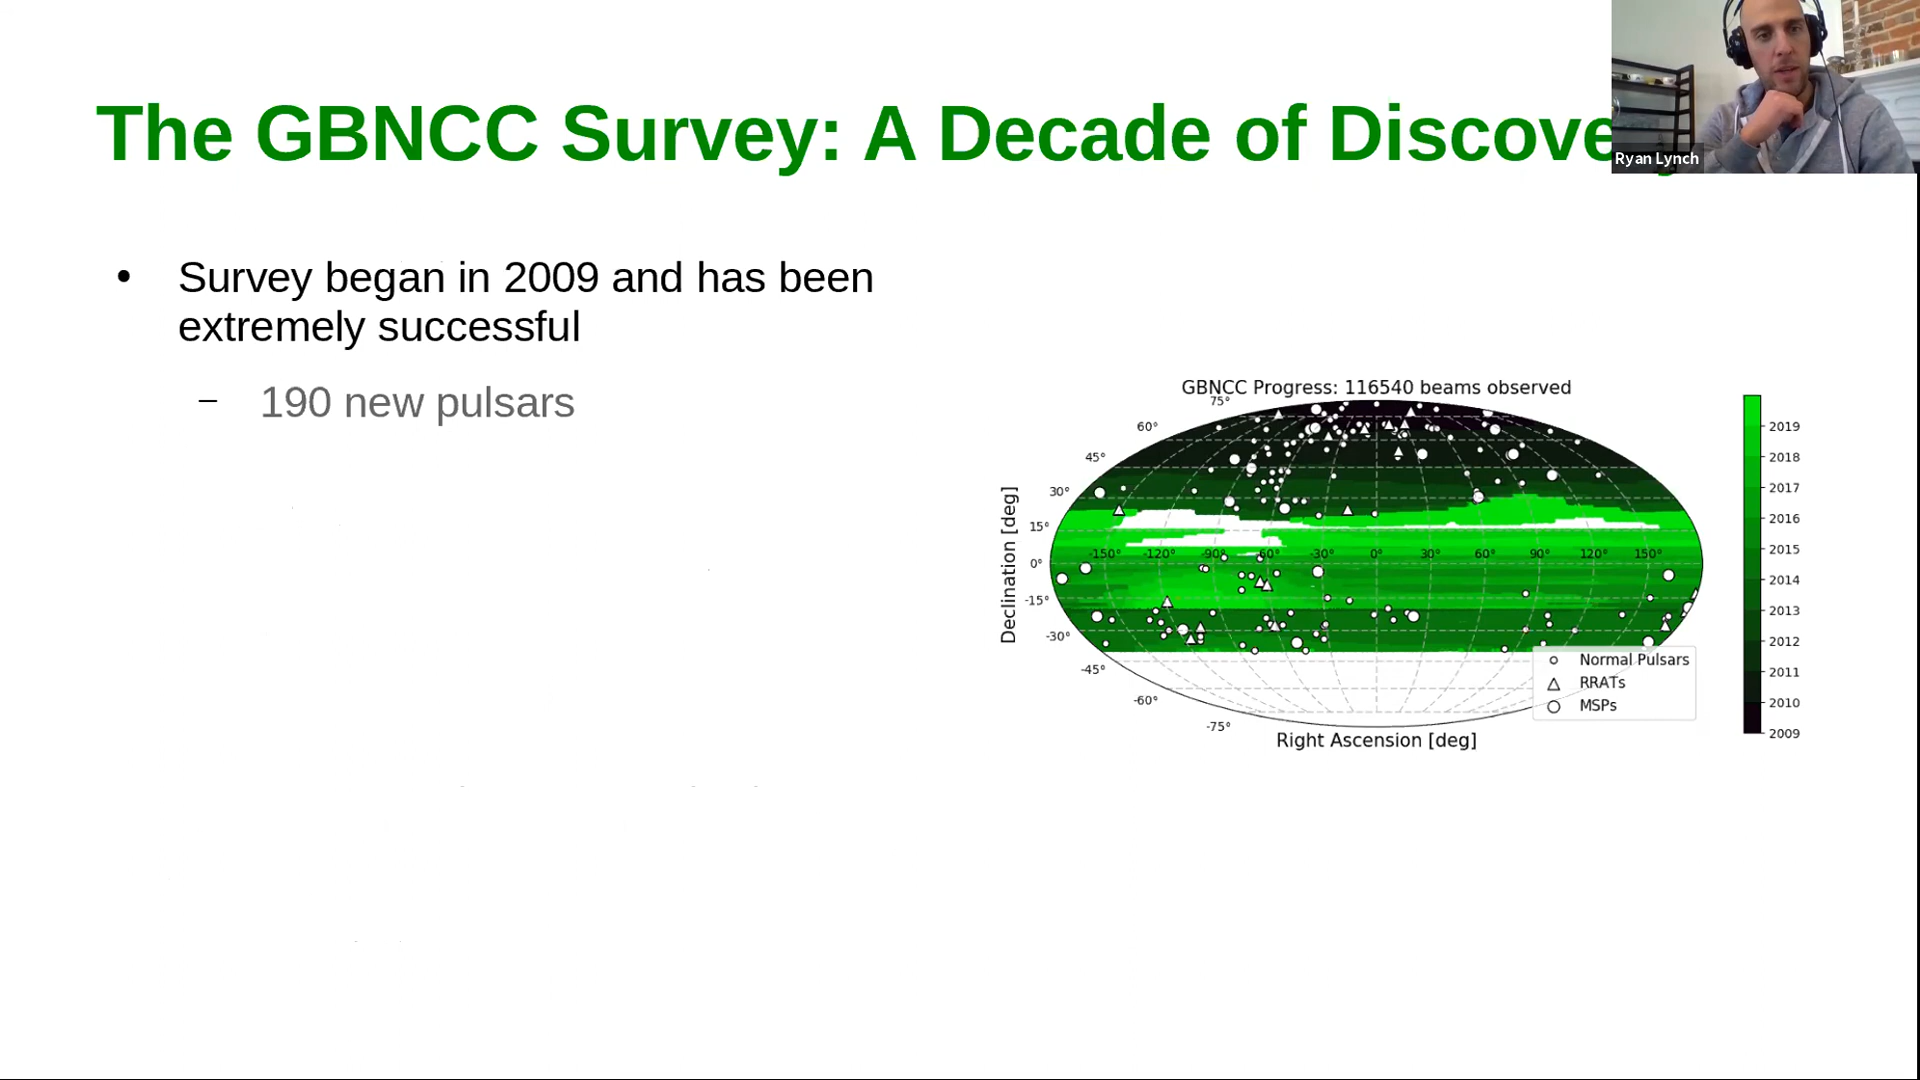 The GBNCC Survey: A Decade of Discove
Ryan Lynch
• Survey began in 2009 and has been
extremely successful
– 190 new pulsars
GBNCC Progress: 116540 beams observed
75°
60°
45°
30°
15°
0°
-15°
-30°
-45°
-60°
-75°
-150° -120° -90° -60° -30° 0° 30° 60° 90° 120° 150°
Declination [deg]
Right Ascension [deg]
Normal Pulsars
RRATs
MSPs
2019
2018
2017
2016
2015
2014
2013
2012
2011
2010
2009